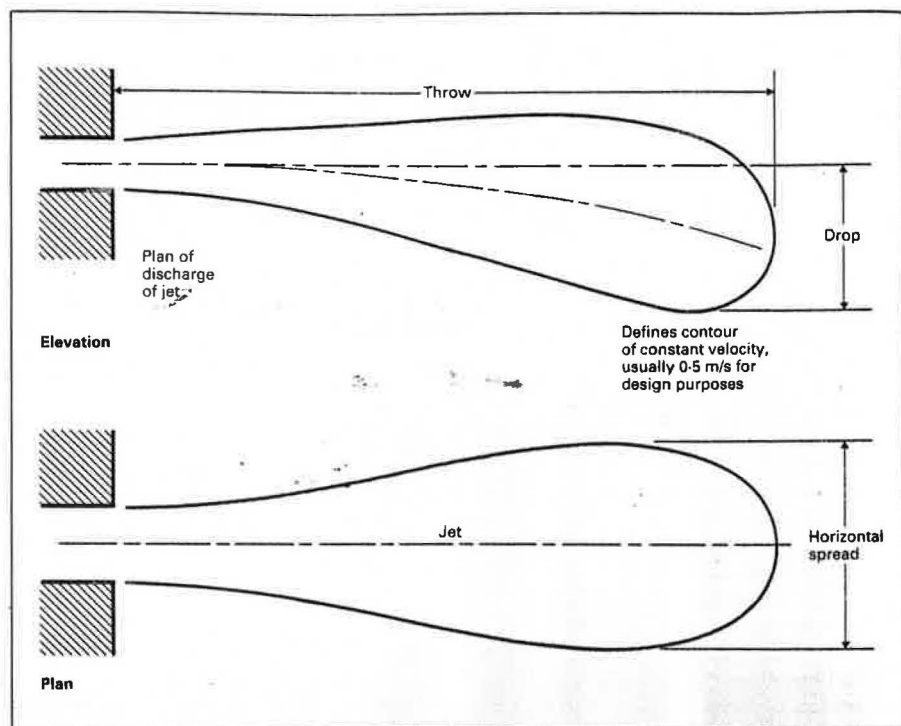 Throw
Plan of
discharge
of jet
Drop
Elevation
Defines contour
of constant velocity,
usually 0·5 m/s for
design purposes
Jet
Horizontal
spread
Plan